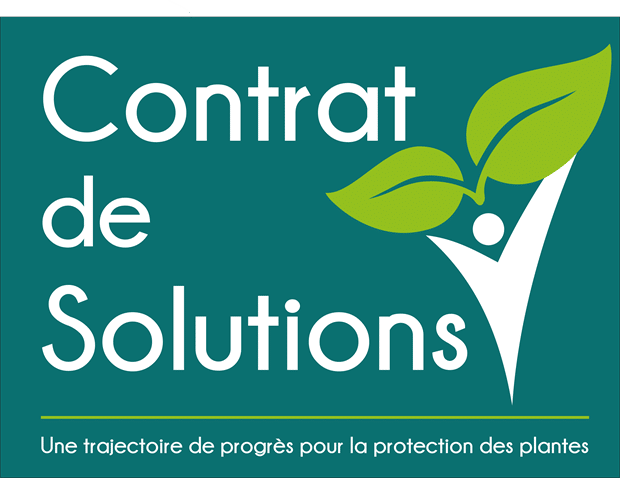 Contrat
de
Solutions
Une trajectoire de progrès pour la protection des plantes